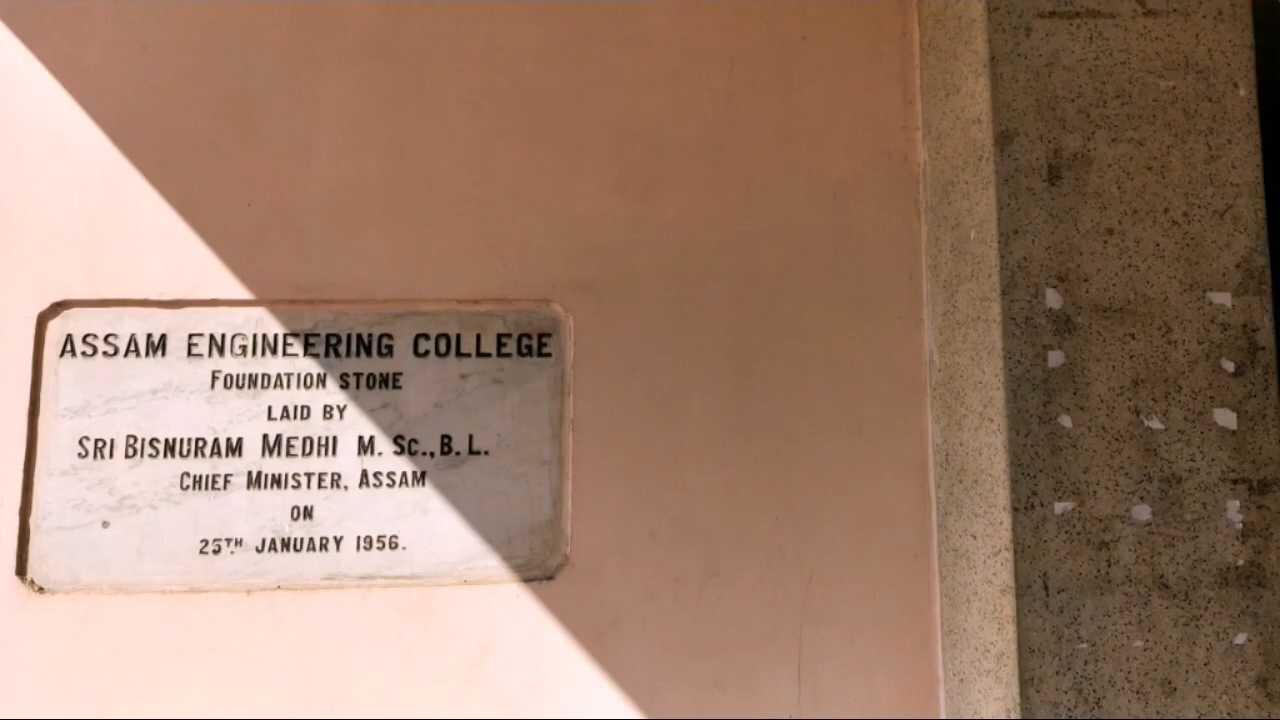 ASSAM ENGINEERING COLLEGE
FOUNDATION STONE
LAID BY
SRI BISNURAM MEDHI M. SC., B. L.
CHIEF MINISTER, ASSAM
ON
25TH JANUARY 1956.